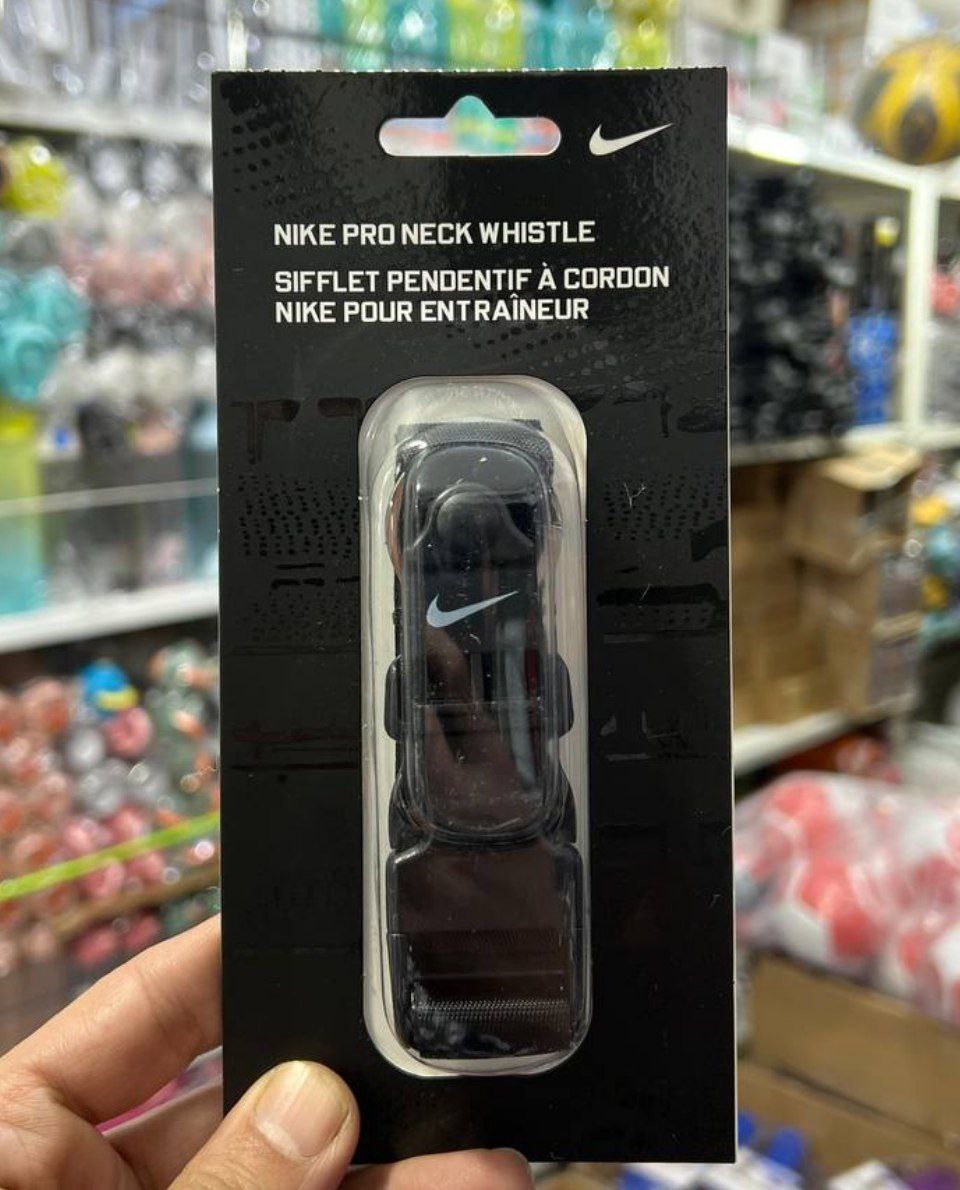 NIKE PRO NECK WHISTLE
SIFFLET PENDENTIF À CORDON
NIKE POUR ENTRAÎNEUR